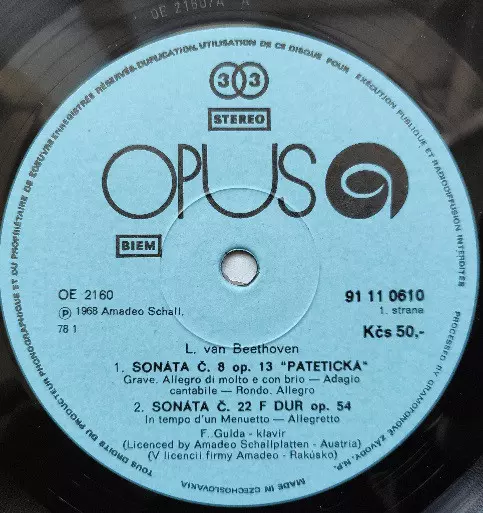 OE 21607A A
TOUS DROITS DU PRODUCTEUR PHONOGRAPHIQUE ET DU PROPRIÉTAIRE DE L'OEUVRE ENREGISTRÉS RÉSERVÉS. DUPLICATION, UTILISATION DE CE DISQUE POUR EXÉCUTION PUBLIQUE ET RADIODIFFUSION INTERDITES
33
STEREO
OPUS
BIEM
OE 2160
91 11 0610
Ⓟ 1968 Amadeo Schall.
1. strana
78 1
Kčs 50,-
L. van Beethoven
1. SONÁTA Č. 8 op. 13 "PATETICKÁ"
Grave. Allegro di molto e con brio — Adagio
cantabile — Rondo. Allegro
2. SONÁTA Č. 22 F DUR op. 54
In tempo d'un Menuetto — Allegretto
F. Gulda - klavír
(Licenced by Amadeo Schallplatten - Austria)
(V licencii firmy Amadeo - Rakúsko)
MADE IN CZECHOSLOVAKIA
PROCESSED BY GRAMOFONOVÉ ZÁVODY, N.P.